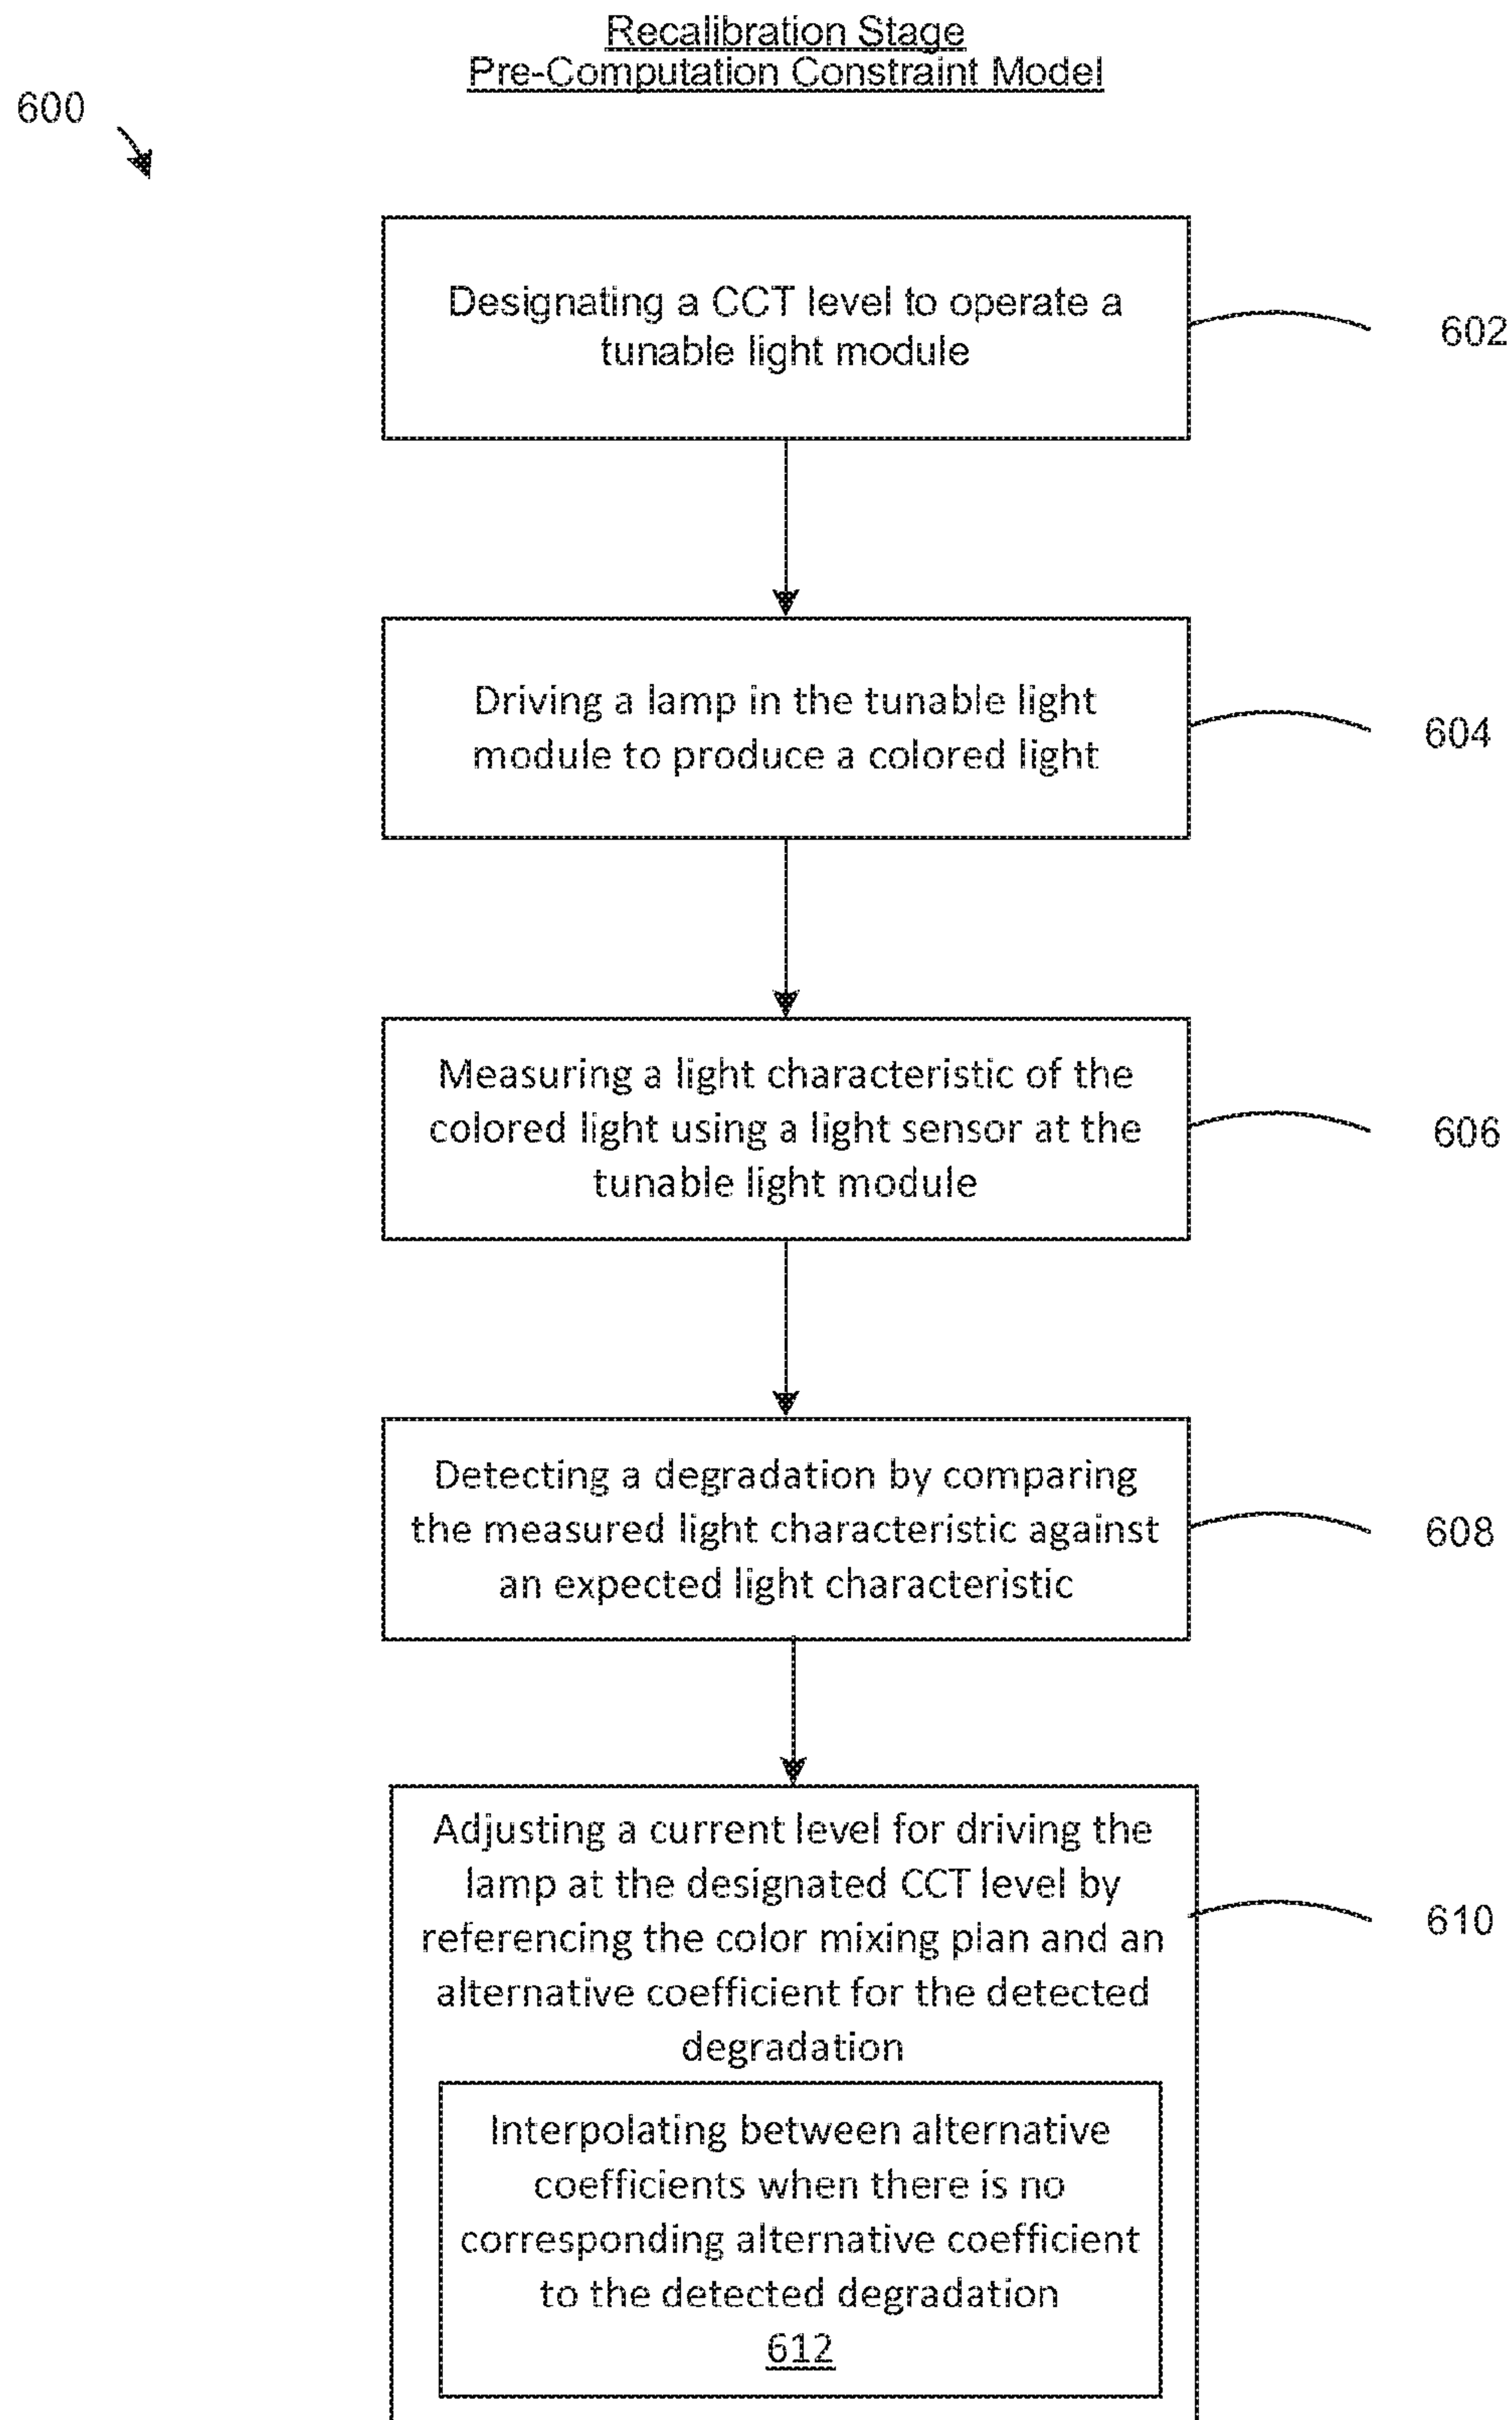 Recalibration Stage
Pre-Computation Constraint Model
600
Designating a CCT level to operate a
tunable light module
602
Driving a lamp in the tunable light
module to produce a colored light
604
Measuring a light characteristic of the
colored light using a light sensor at the
tunable light module
606
Detecting a degradation by comparing
the measured light characteristic against
an expected light characteristic
608
Adjusting a current level for driving the
lamp at the designated CCT level by
referencing the color mixing plan and an
alternative coefficient for the detected
degradation
610
Interpolating between alternative
coefficients when there is no
corresponding alternative coefficient
to the detected degradation
612